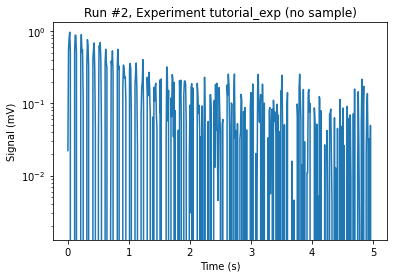 Run #2, Experiment tutorial_exp (no sample)
10⁰
10⁻¹
10⁻²
Signal (mV)
0 1 2 3 4 5
Time (s)